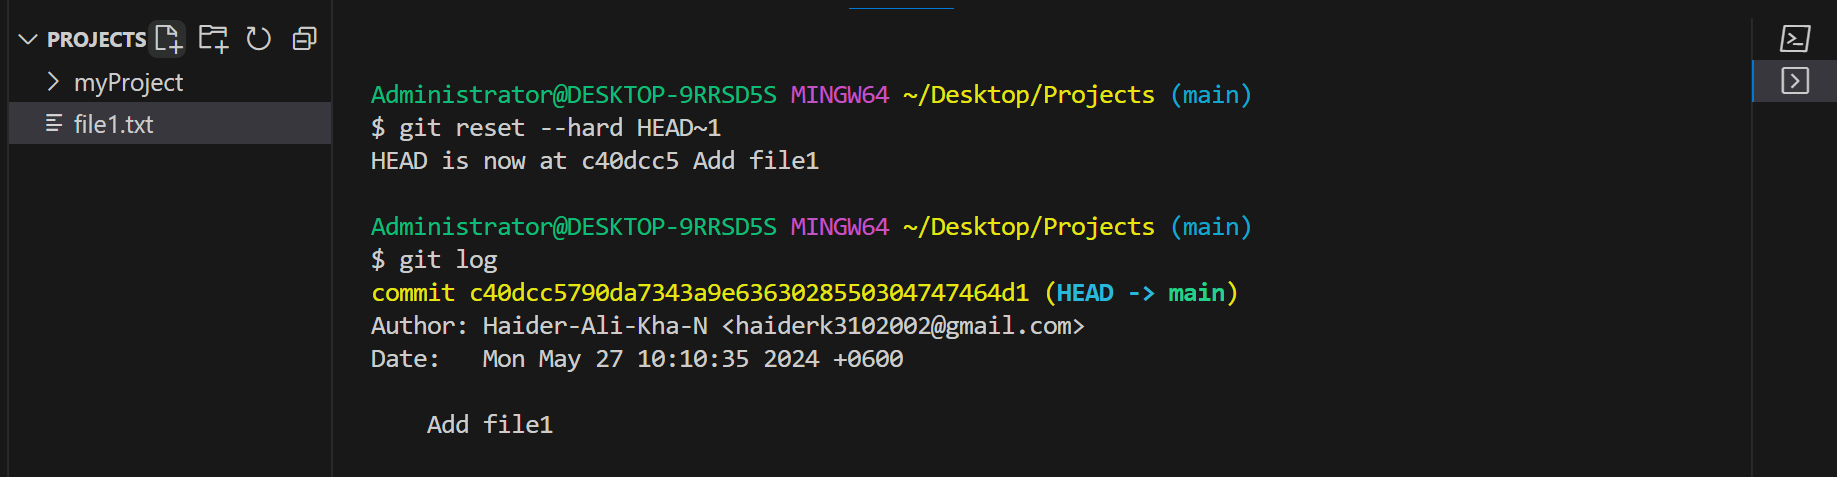 PROJECTS
myProject
file1.txt
Administrator@DESKTOP-9RRSD5S MINGW64 ~/Desktop/Projects (main)
$ git reset --hard HEAD~1
HEAD is now at c40dcc5 Add file1
Administrator@DESKTOP-9RRSD5S MINGW64 ~/Desktop/Projects (main)
$ git log
commit c40dcc5790da7343a9e6363028550304747464d1 (HEAD -> main)
Author: Haider-Ali-Kha-N <haiderk3102002@gmail.com>
Date:   Mon May 27 10:10:35 2024 +0600
Add file1